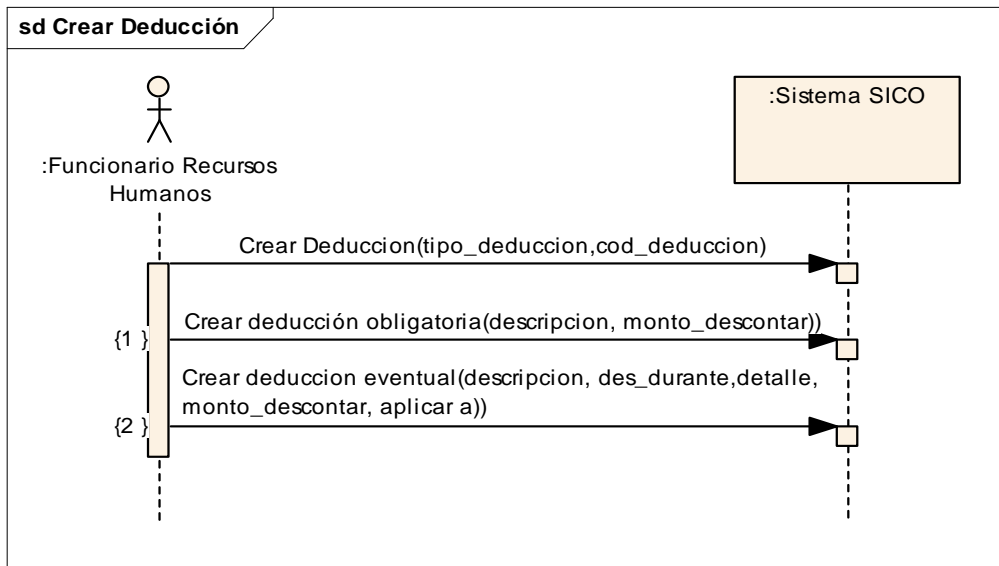 sd Crear Deducción
:Funcionario Recursos
Humanos
:Sistema SICO
Crear Deduccion(tipo_deduccion,cod_deduccion)
{1 }
Crear deducción obligatoria(descripcion, monto_descontar))
Crear deduccion eventual(descripcion, des_durante,detalle,
monto_descontar, aplicar a))
{2 }